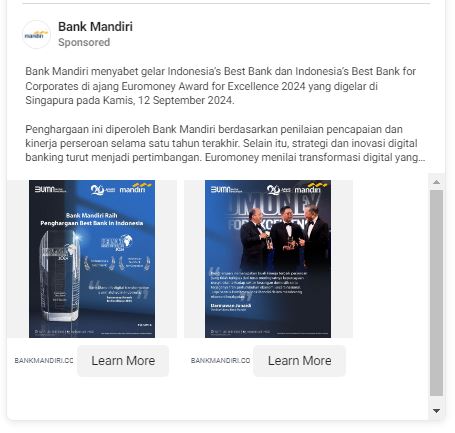 Bank Mandiri
Sponsored
Bank Mandiri menyabet gelar Indonesia's Best Bank dan Indonesia's Best Bank for
Corporates di ajang Euromoney Award for Excellence 2024 yang digelar di
Singapura pada Kamis, 12 September 2024.
Penghargaan ini diperoleh Bank Mandiri berdasarkan penilaian pencapaian dan
kinerja perseroan selama satu tahun terakhir. Selain itu, strategi dan inovasi digital
banking turut menjadi pertimbangan. Euromoney menilai transformasi digital yang...
BUMN mandiri
Bank Mandiri Raih
Penghargaan Best Bank in Indonesia
BUMN mandiri
Darmawan Junaidi
BANKMANDIRI.CO
Learn More
BANKMANDIRI.CO
Learn More